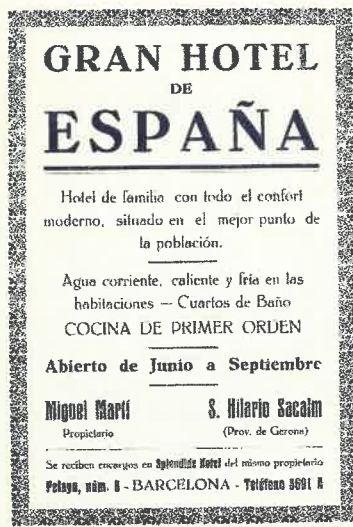 GRAN HOTEL
DE
ESPAÑA
Hotel de familia con todo el confort
moderno, situado en el mejor punto de
la población.
Agua corriente, caliente y fría en las
habitaciones — Cuartos de Baño
COCINA DE PRIMER ORDEN
Abierto de Junio a Septiembre
Miguel Martí
Propietario
S. Hilario Sacalm
(Prov. de Gerona)
Se reciben encargos en Splendide Hotel del mismo propietario
Pelayo, núm. 8 - BARCELONA - Teléfono 3691 A